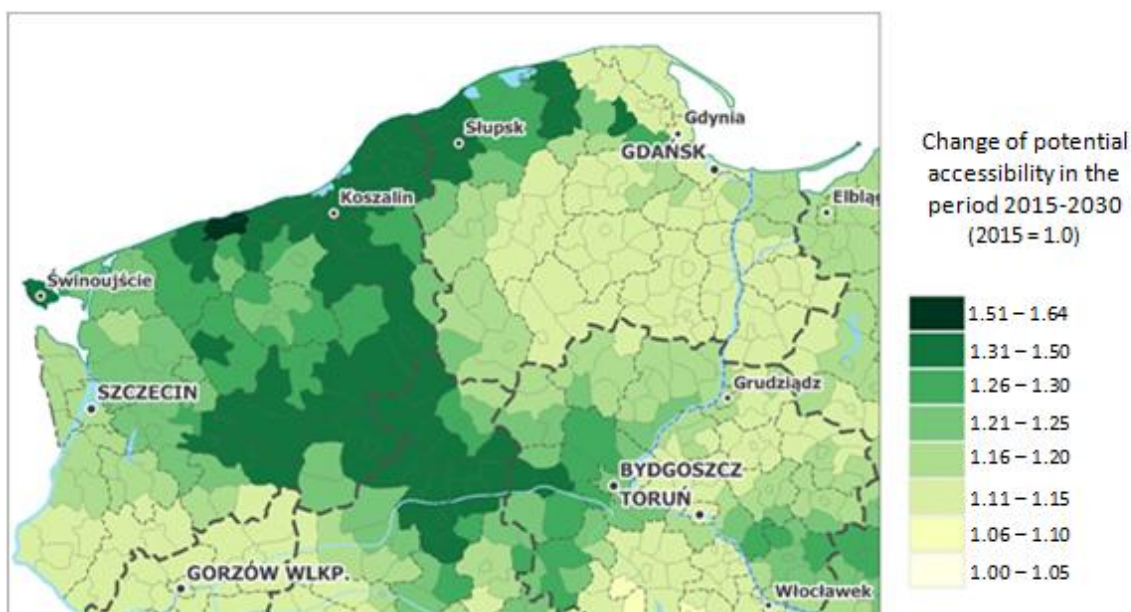 Gdynia
Słupsk
GDAŃSK
Koszalin
Elbląg
Świnoujście
SZCZECIN
Grudziądz
BYDGOSZCZ
TORUŃ
GORZÓW WLKP.
Włocławek
Change of potential
accessibility in the
period 2015-2030
(2015 = 1.0)
1.51 – 1.64
1.31 – 1.50
1.26 – 1.30
1.21 – 1.25
1.16 – 1.20
1.11 – 1.15
1.06 – 1.10
1.00 – 1.05